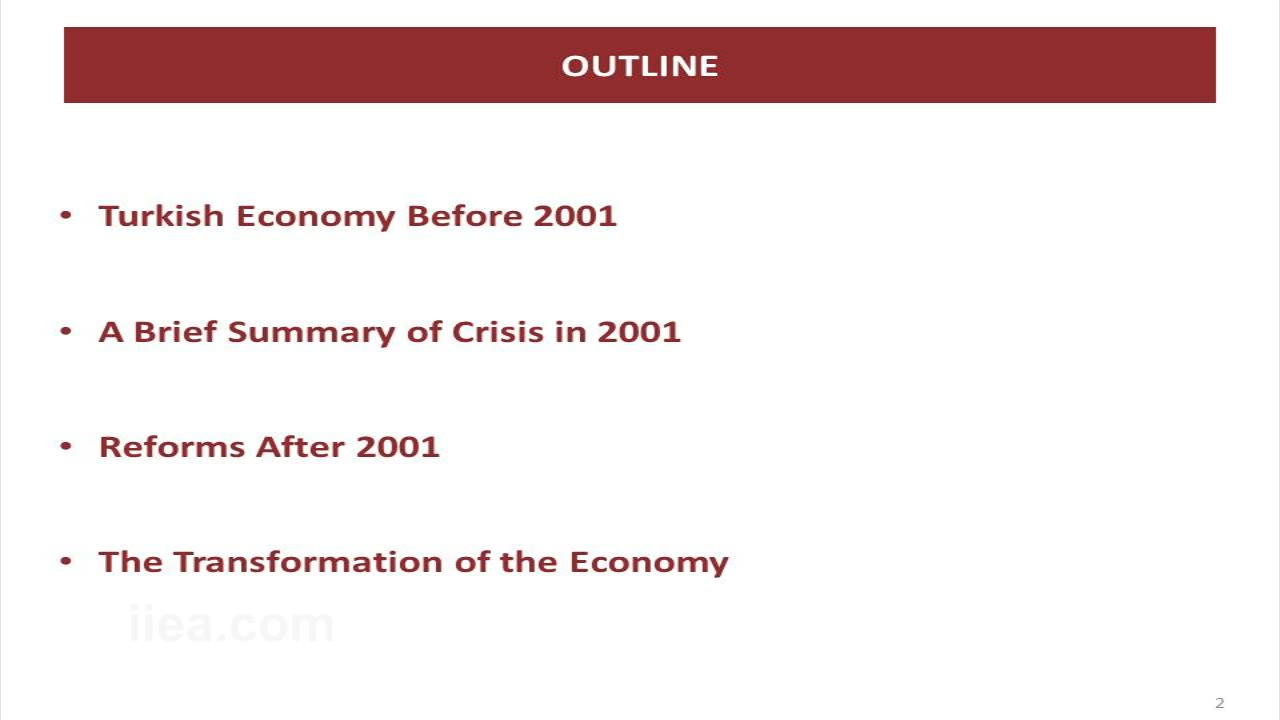 OUTLINE
• Turkish Economy Before 2001
• A Brief Summary of Crisis in 2001
• Reforms After 2001
• The Transformation of the Economy
iiea.com
2